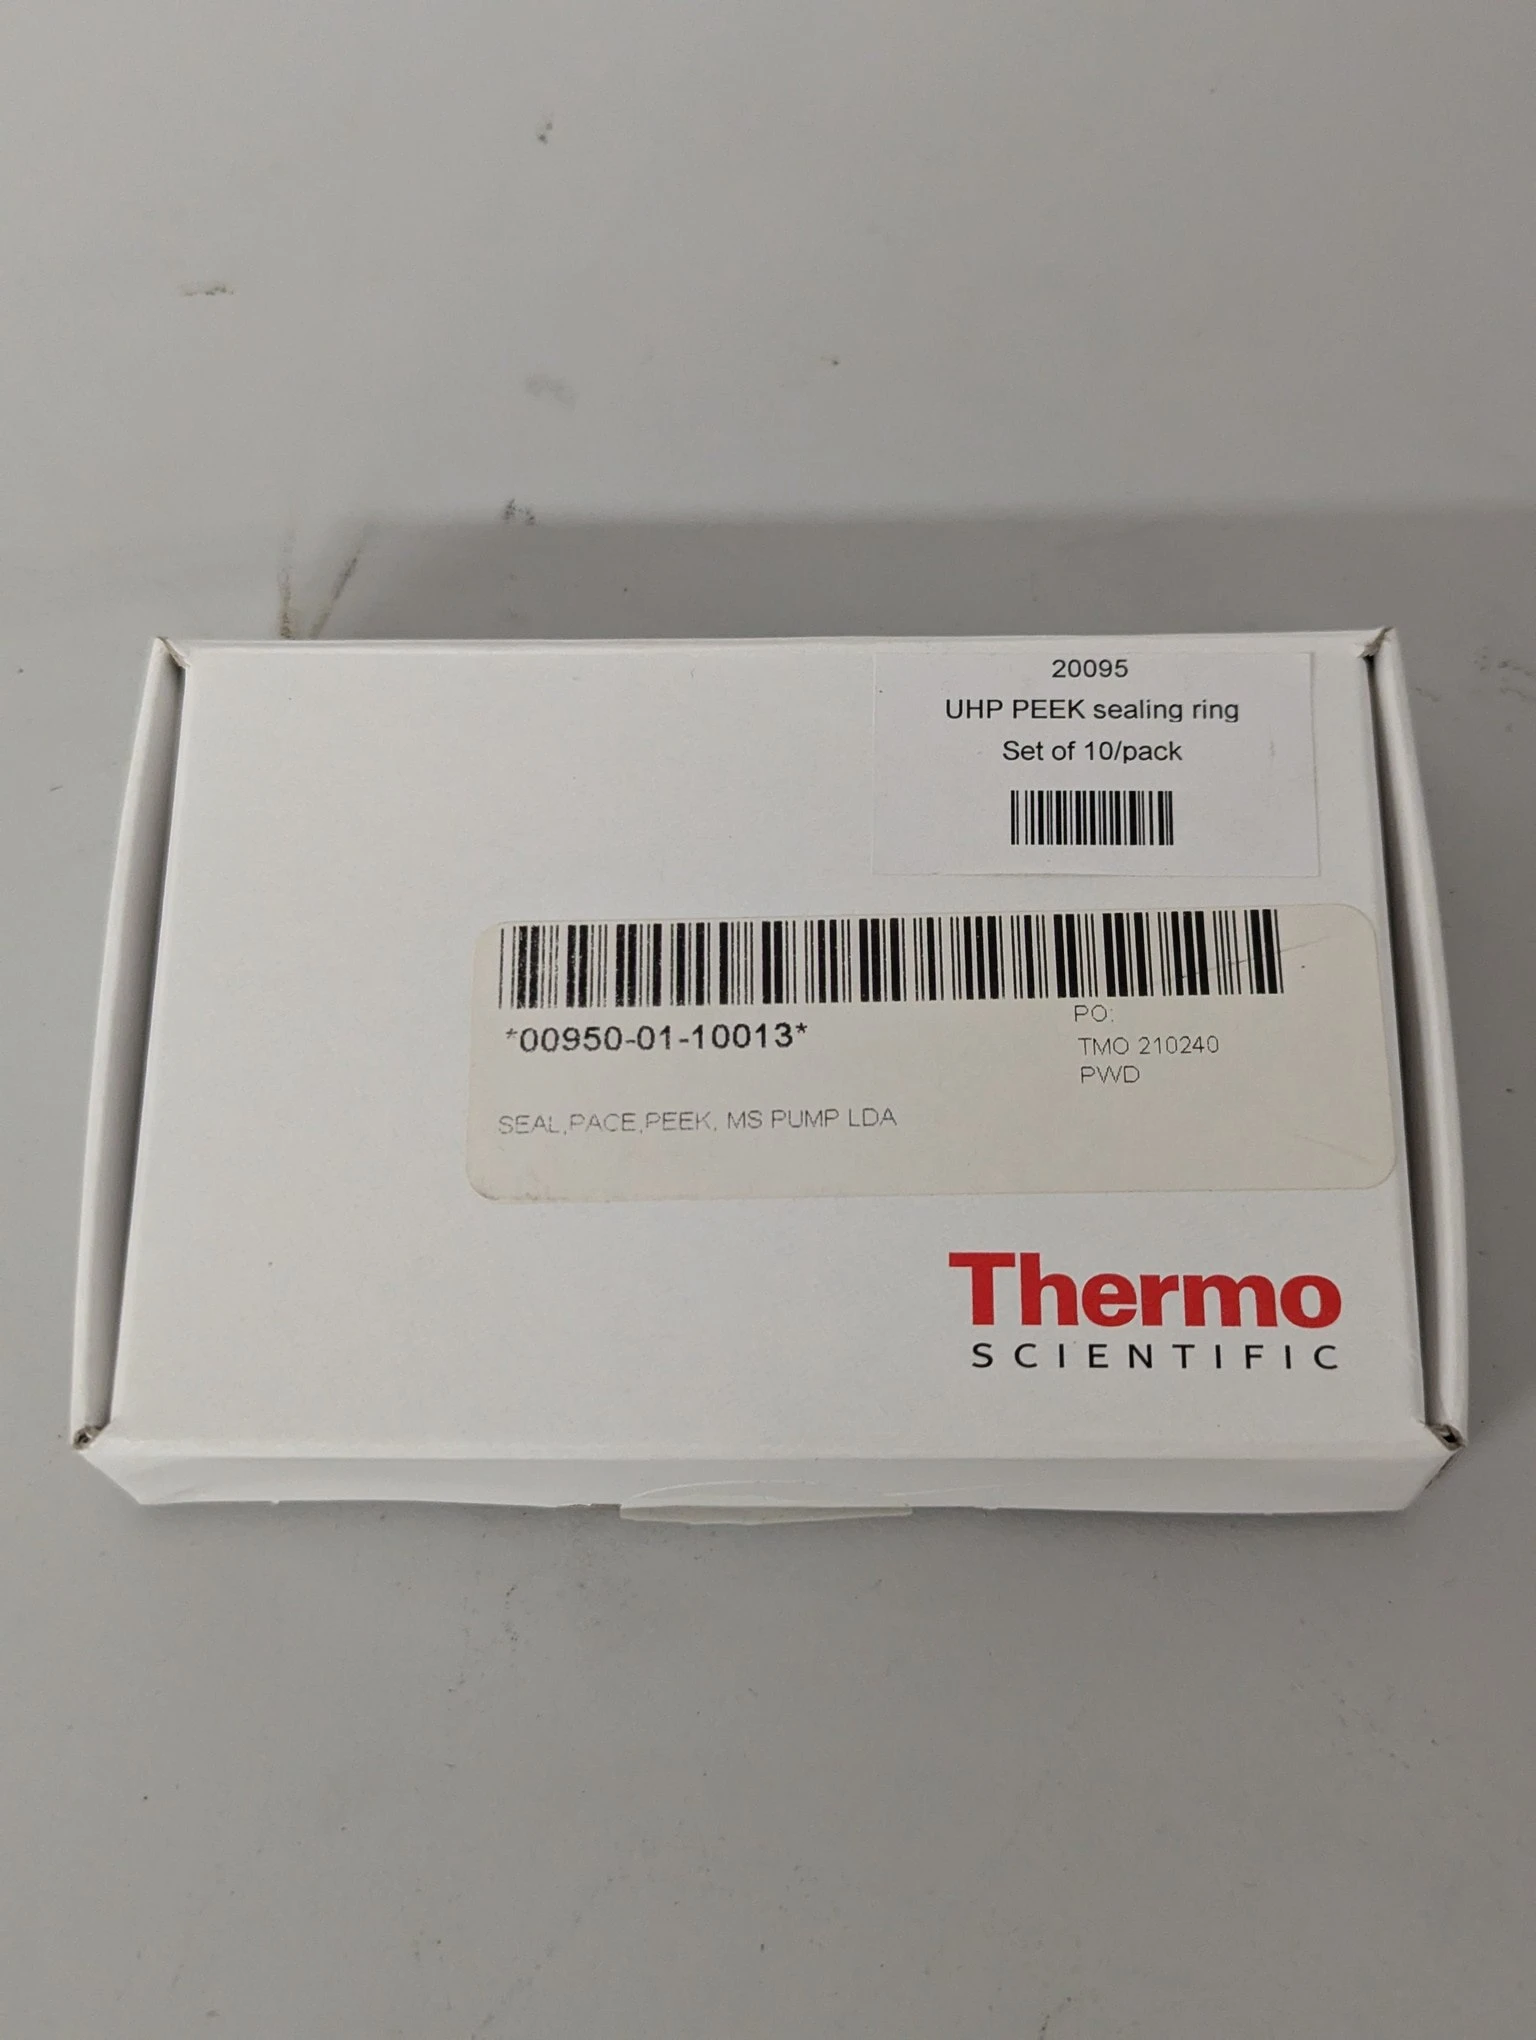 20095
UHP PEEK sealing ring
Set of 10/pack
*00950-01-10013*
PO:
TMO 210240
PWD
SEAL,PACE,PEEK, MS PUMP LDA
Thermo
SCIENTIFIC